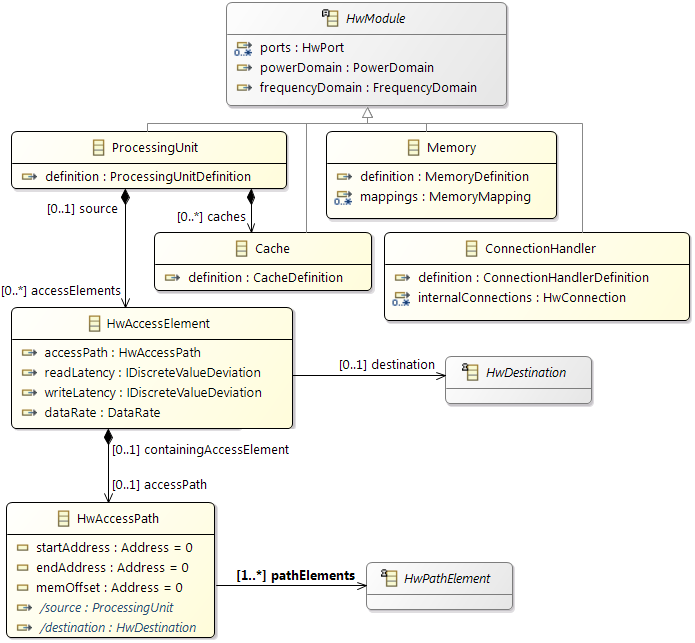 HwModule
ports : HwPort
0..*
powerDomain : PowerDomain
frequencyDomain : FrequencyDomain
ProcessingUnit
definition : ProcessingUnitDefinition
Memory
definition : MemoryDefinition
mappings : MemoryMapping
0..*
[0..1] source
[0..*] caches
Cache
definition : CacheDefinition
ConnectionHandler
definition : ConnectionHandlerDefinition
internalConnections : HwConnection
0..*
[0..*] accessElements
HwAccessElement
accessPath : HwAccessPath
readLatency : IDiscreteValueDeviation
writeLatency : IDiscreteValueDeviation
dataRate : DataRate
[0..1] destination
HwDestination
[0..1] containingAccessElement
[0..1] accessPath
HwAccessPath
startAddress : Address = 0
endAddress : Address = 0
memOffset : Address = 0
/source : ProcessingUnit
/destination : HwDestination
[1..*] pathElements
HwPathElement